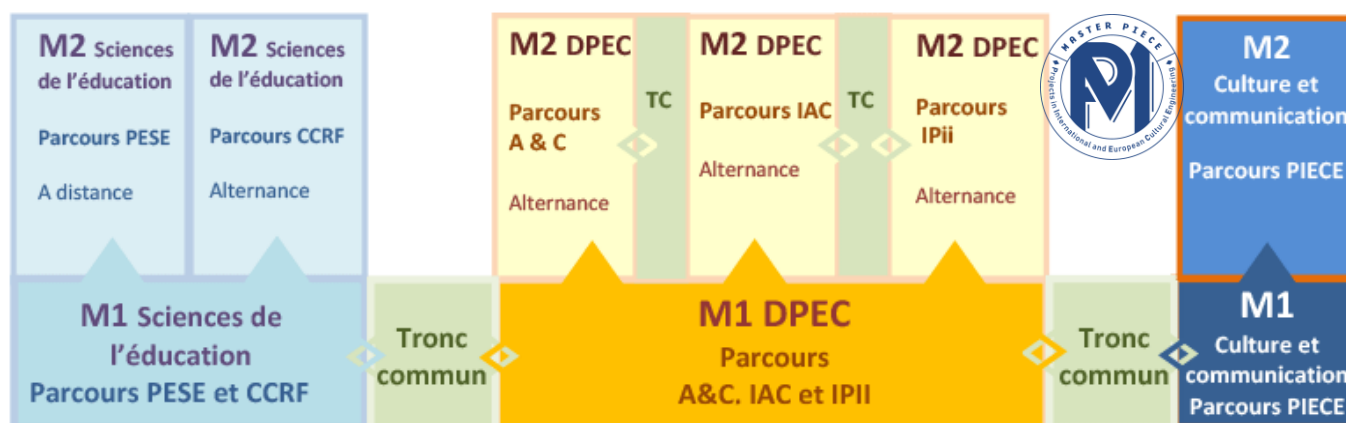 M2 Sciences
de l'éducation
Parcours PESE
A distance
M2 Sciences
de l'éducation
Parcours CCRF
Alternance
M2 DPEC
Parcours
A & C
Alternance
TC
M2 DPEC
Parcours IAC
Alternance
TC
M2 DPEC
Parcours
IPii
Alternance
MASTER PIECE
Projects in International and European Cultural Engineering
M2
Culture et
communication
Parcours PIECE
M1 Sciences de
l'éducation
Parcours PESE et CCRF
Tronc
commun
M1 DPEC
Parcours
A&C. IAC et IPII
Tronc
commun
M1
Culture et
communication
Parcours PIECE